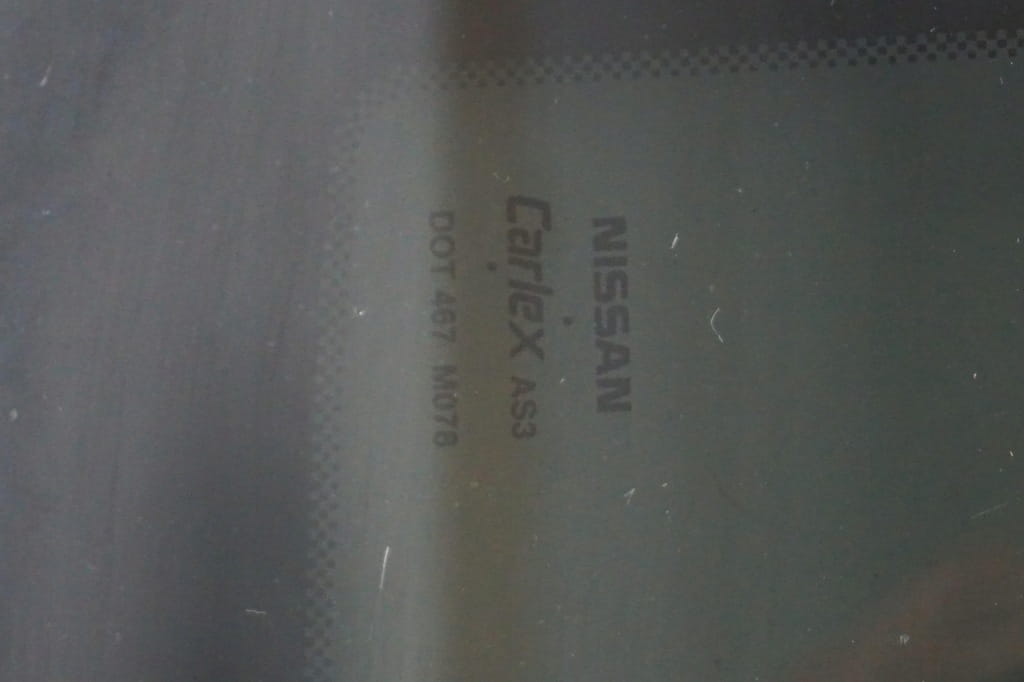 NISSAN
Carlex AS3
DOT 467 M078